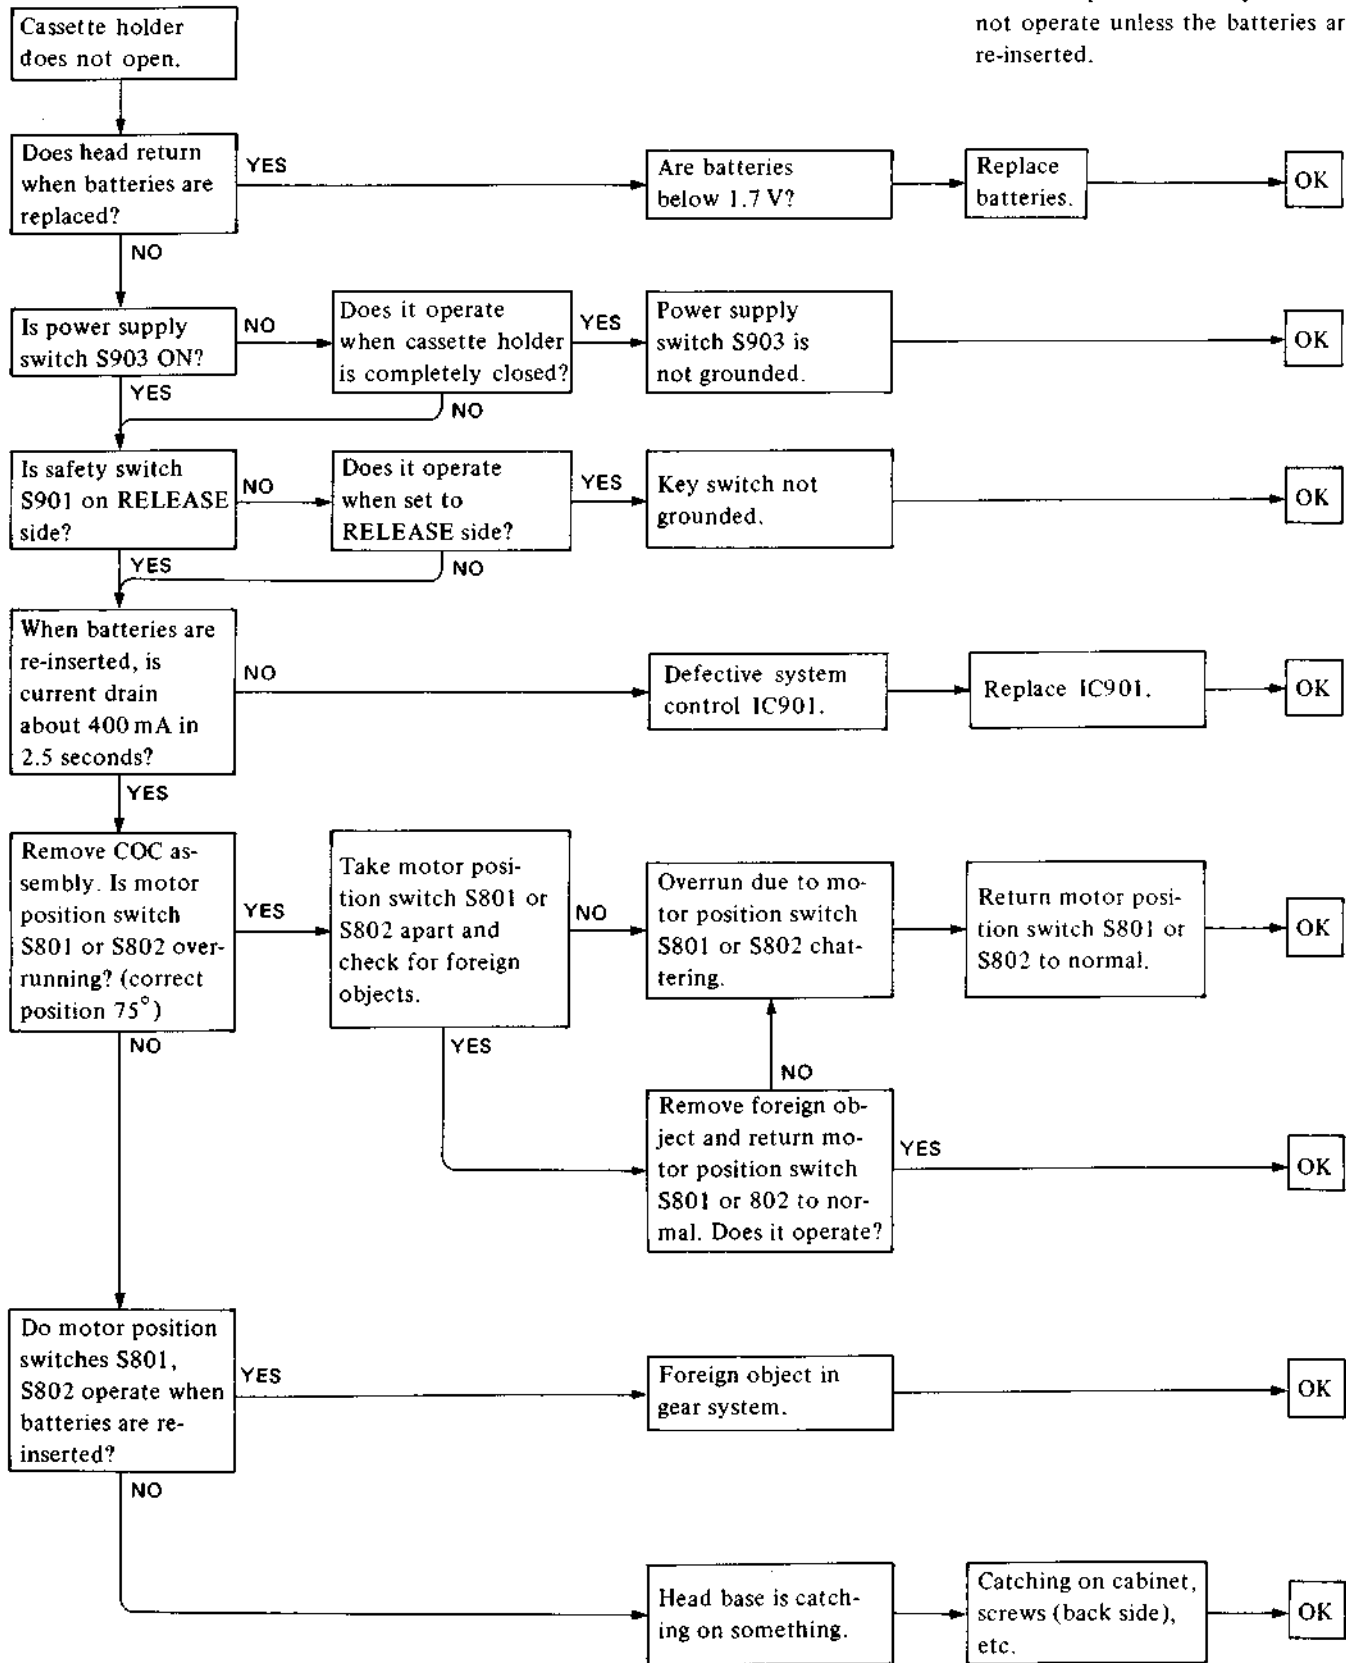 not operate unless the batteries ar
re-inserted.
Cassette holder
does not open.
Does head return
when batteries are
replaced?
YES
Are batteries
below 1.7 V?
Replace
batteries.
OK
NO
Is power supply
switch S903 ON?
NO
Does it operate
when cassette holder
is completely closed?
YES
Power supply
switch S903 is
not grounded.
OK
YES
NO
Is safety switch
S901 on RELEASE
side?
NO
Does it operate
when set to
RELEASE side?
YES
Key switch not
grounded.
OK
YES
NO
When batteries are
re-inserted, is
current drain
about 400 mA in
2.5 seconds?
NO
Defective system
control IC901.
Replace IC901.
OK
YES
Remove COC as-
sembly. Is motor
position switch
S801 or S802 over-
running? (correct
position 75°)
YES
Take motor posi-
tion switch S801 or
S802 apart and
check for foreign
objects.
NO
Overrun due to mo-
tor position switch
S801 or S802 chat-
tering.
Return motor posi-
tion switch S801 or
S802 to normal.
OK
NO
YES
NO
Remove foreign ob-
ject and return mo-
tor position switch
S801 or 802 to nor-
mal. Does it operate?
YES
OK
Do motor position
switches S801,
S802 operate when
batteries are re-
inserted?
YES
Foreign object in
gear system.
OK
NO
Head base is catch-
ing on something.
Catching on cabinet,
screws (back side),
etc.
OK